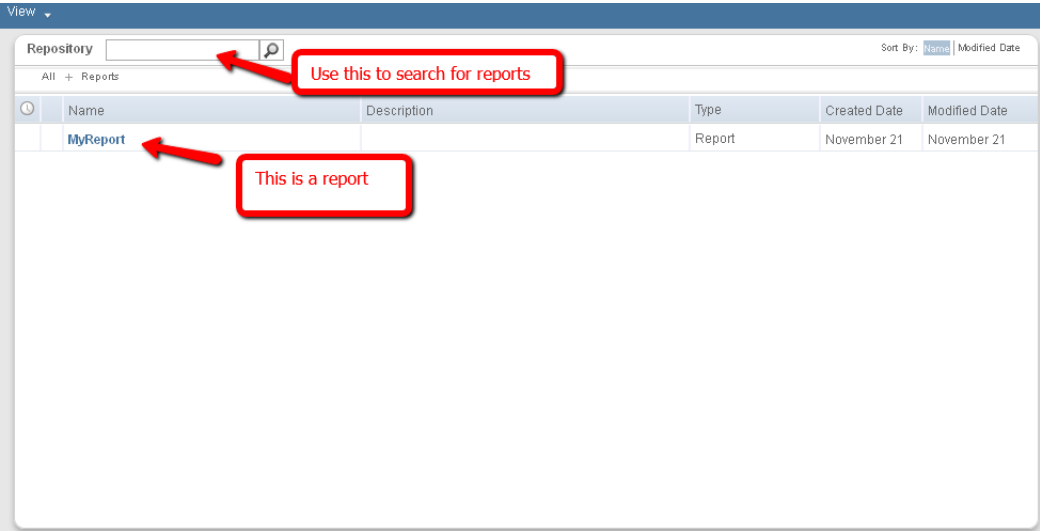 View
Repository
Sort By: Name Modified Date
Use this to search for reports
All + Reports
Name Description Type Created Date Modified Date
MyReport Report November 21 November 21
This is a report